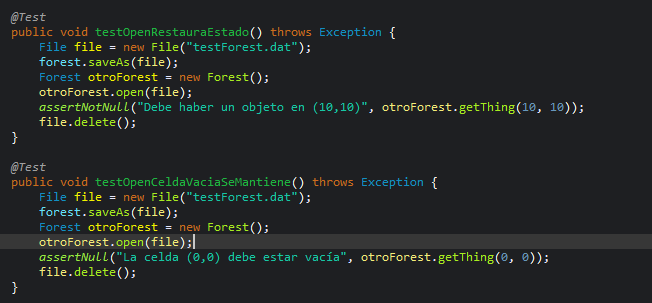 @Test
public void testOpenRestauraEstado() throws Exception {
File file = new File("testForest.dat");
forest.saveAs(file);
Forest otroForest = new Forest();
otroForest.open(file);
assertNotNull("Debe haber un objeto en (10,10)", otroForest.getThing(10, 10));
file.delete();
}
@Test
public void testOpenCeldaVaciaSeMantiene() throws Exception {
File file = new File("testForest.dat");
forest.saveAs(file);
Forest otroForest = new Forest();
otroForest.open(file);
assertNull("La celda (0,0) debe estar vacía", otroForest.getThing(0, 0));
file.delete();
}